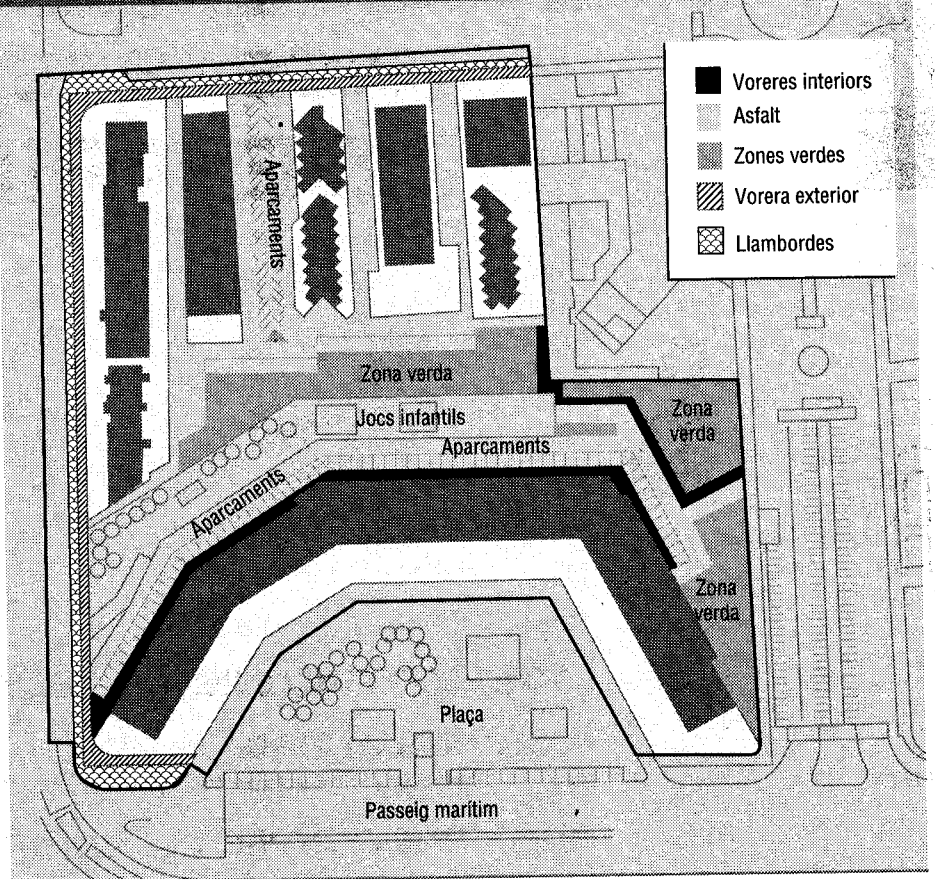 Voreres interiors
Asfalt
Zones verdes
Vorera exterior
Llambordes
Aparcaments
Zona verda
Jocs infantils
Aparcaments
Zona
verda
Aparcaments
Zona
verda
Plaça
Passeig marítim